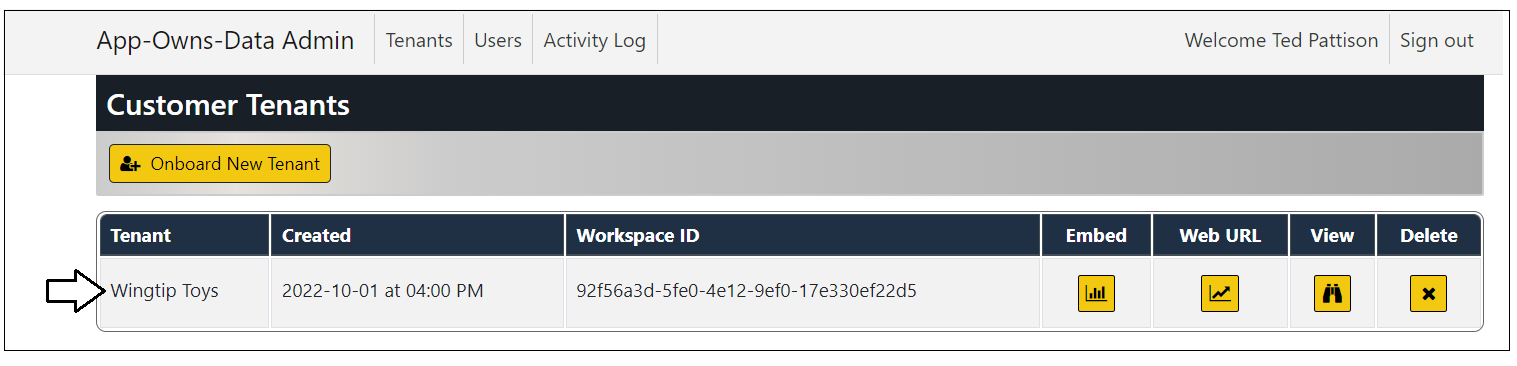 App-Owns-Data Admin Tenants Users Activity Log Welcome Ted Pattison Sign out
Customer Tenants
Onboard New Tenant
Tenant Created Workspace ID Embed Web URL View Delete
Wingtip Toys 2022-10-01 at 04:00 PM 92f56a3d-5fe0-4e12-9ef0-17e330ef22d5